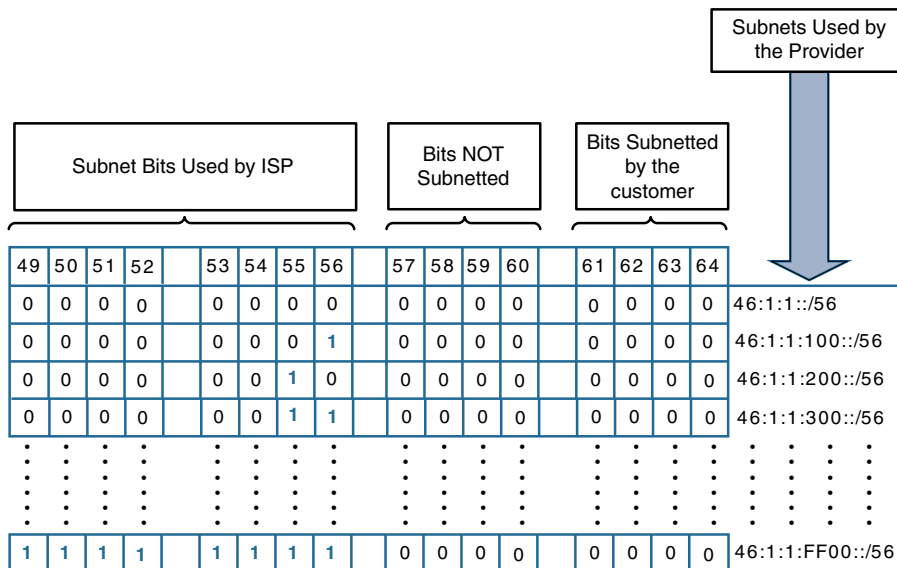 Subnets Used by
the Provider
Subnet Bits Used by ISP
Bits NOT
Subnetted
Bits Subnetted
by the
customer
49 50 51 52 53 54 55 56 57 58 59 60 61 62 63 64
0 0 0 0 0 0 0 0 0 0 0 0 0 0 0 0 46:1:1::/56
0 0 0 0 0 0 0 1 0 0 0 0 0 0 0 0 46:1:1:100::/56
0 0 0 0 0 0 1 0 0 0 0 0 0 0 0 0 46:1:1:200::/56
0 0 0 0 0 0 1 1 0 0 0 0 0 0 0 0 46:1:1:300::/56
1 1 1 1 1 1 1 1 0 0 0 0 0 0 0 0 46:1:1:FF00::/56